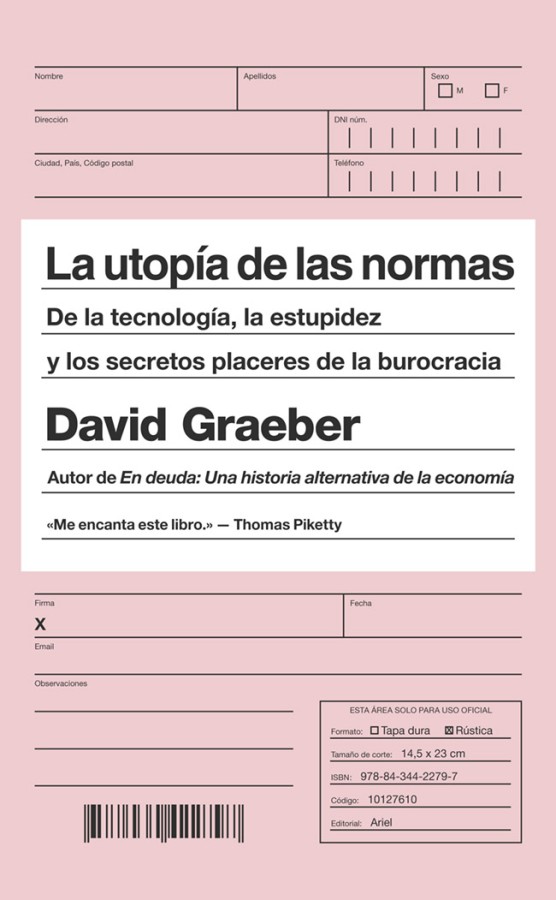 Nombre
Apellidos
Sexo
M
F
Dirección
DNI núm.
Ciudad, País, Código postal
Teléfono
La utopía de las normas
De la tecnología, la estupidez
y los secretos placeres de la burocracia
David Graeber
Autor de En deuda: Una historia alternativa de la economía
«Me encanta este libro.» — Thomas Piketty
Firma
Fecha
X
Email
Observaciones
ESTA ÁREA SOLO PARA USO OFICIAL
Formato: Tapa dura Rústica
Tamaño de corte: 14,5 x 23 cm
ISBN: 978-84-344-2279-7
Código: 10127610
Editorial: Ariel